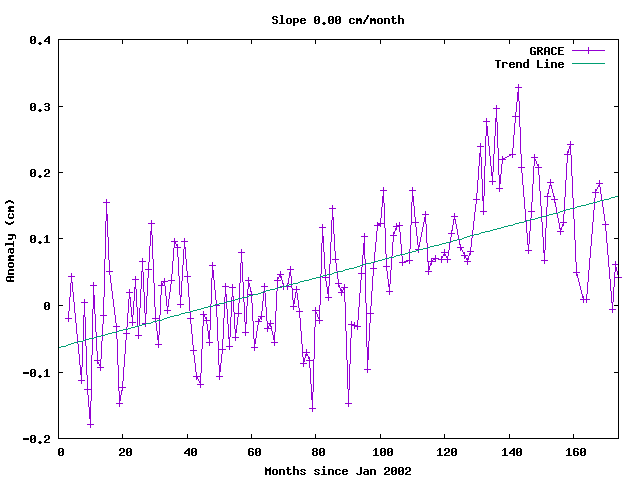 Slope 0.00 cm/month
GRACE
Trend Line
0.4
0.3
0.2
0.1
0
-0.1
-0.2
Anomaly (cm)
0 20 40 60 80 100 120 140 160
Months since Jan 2002